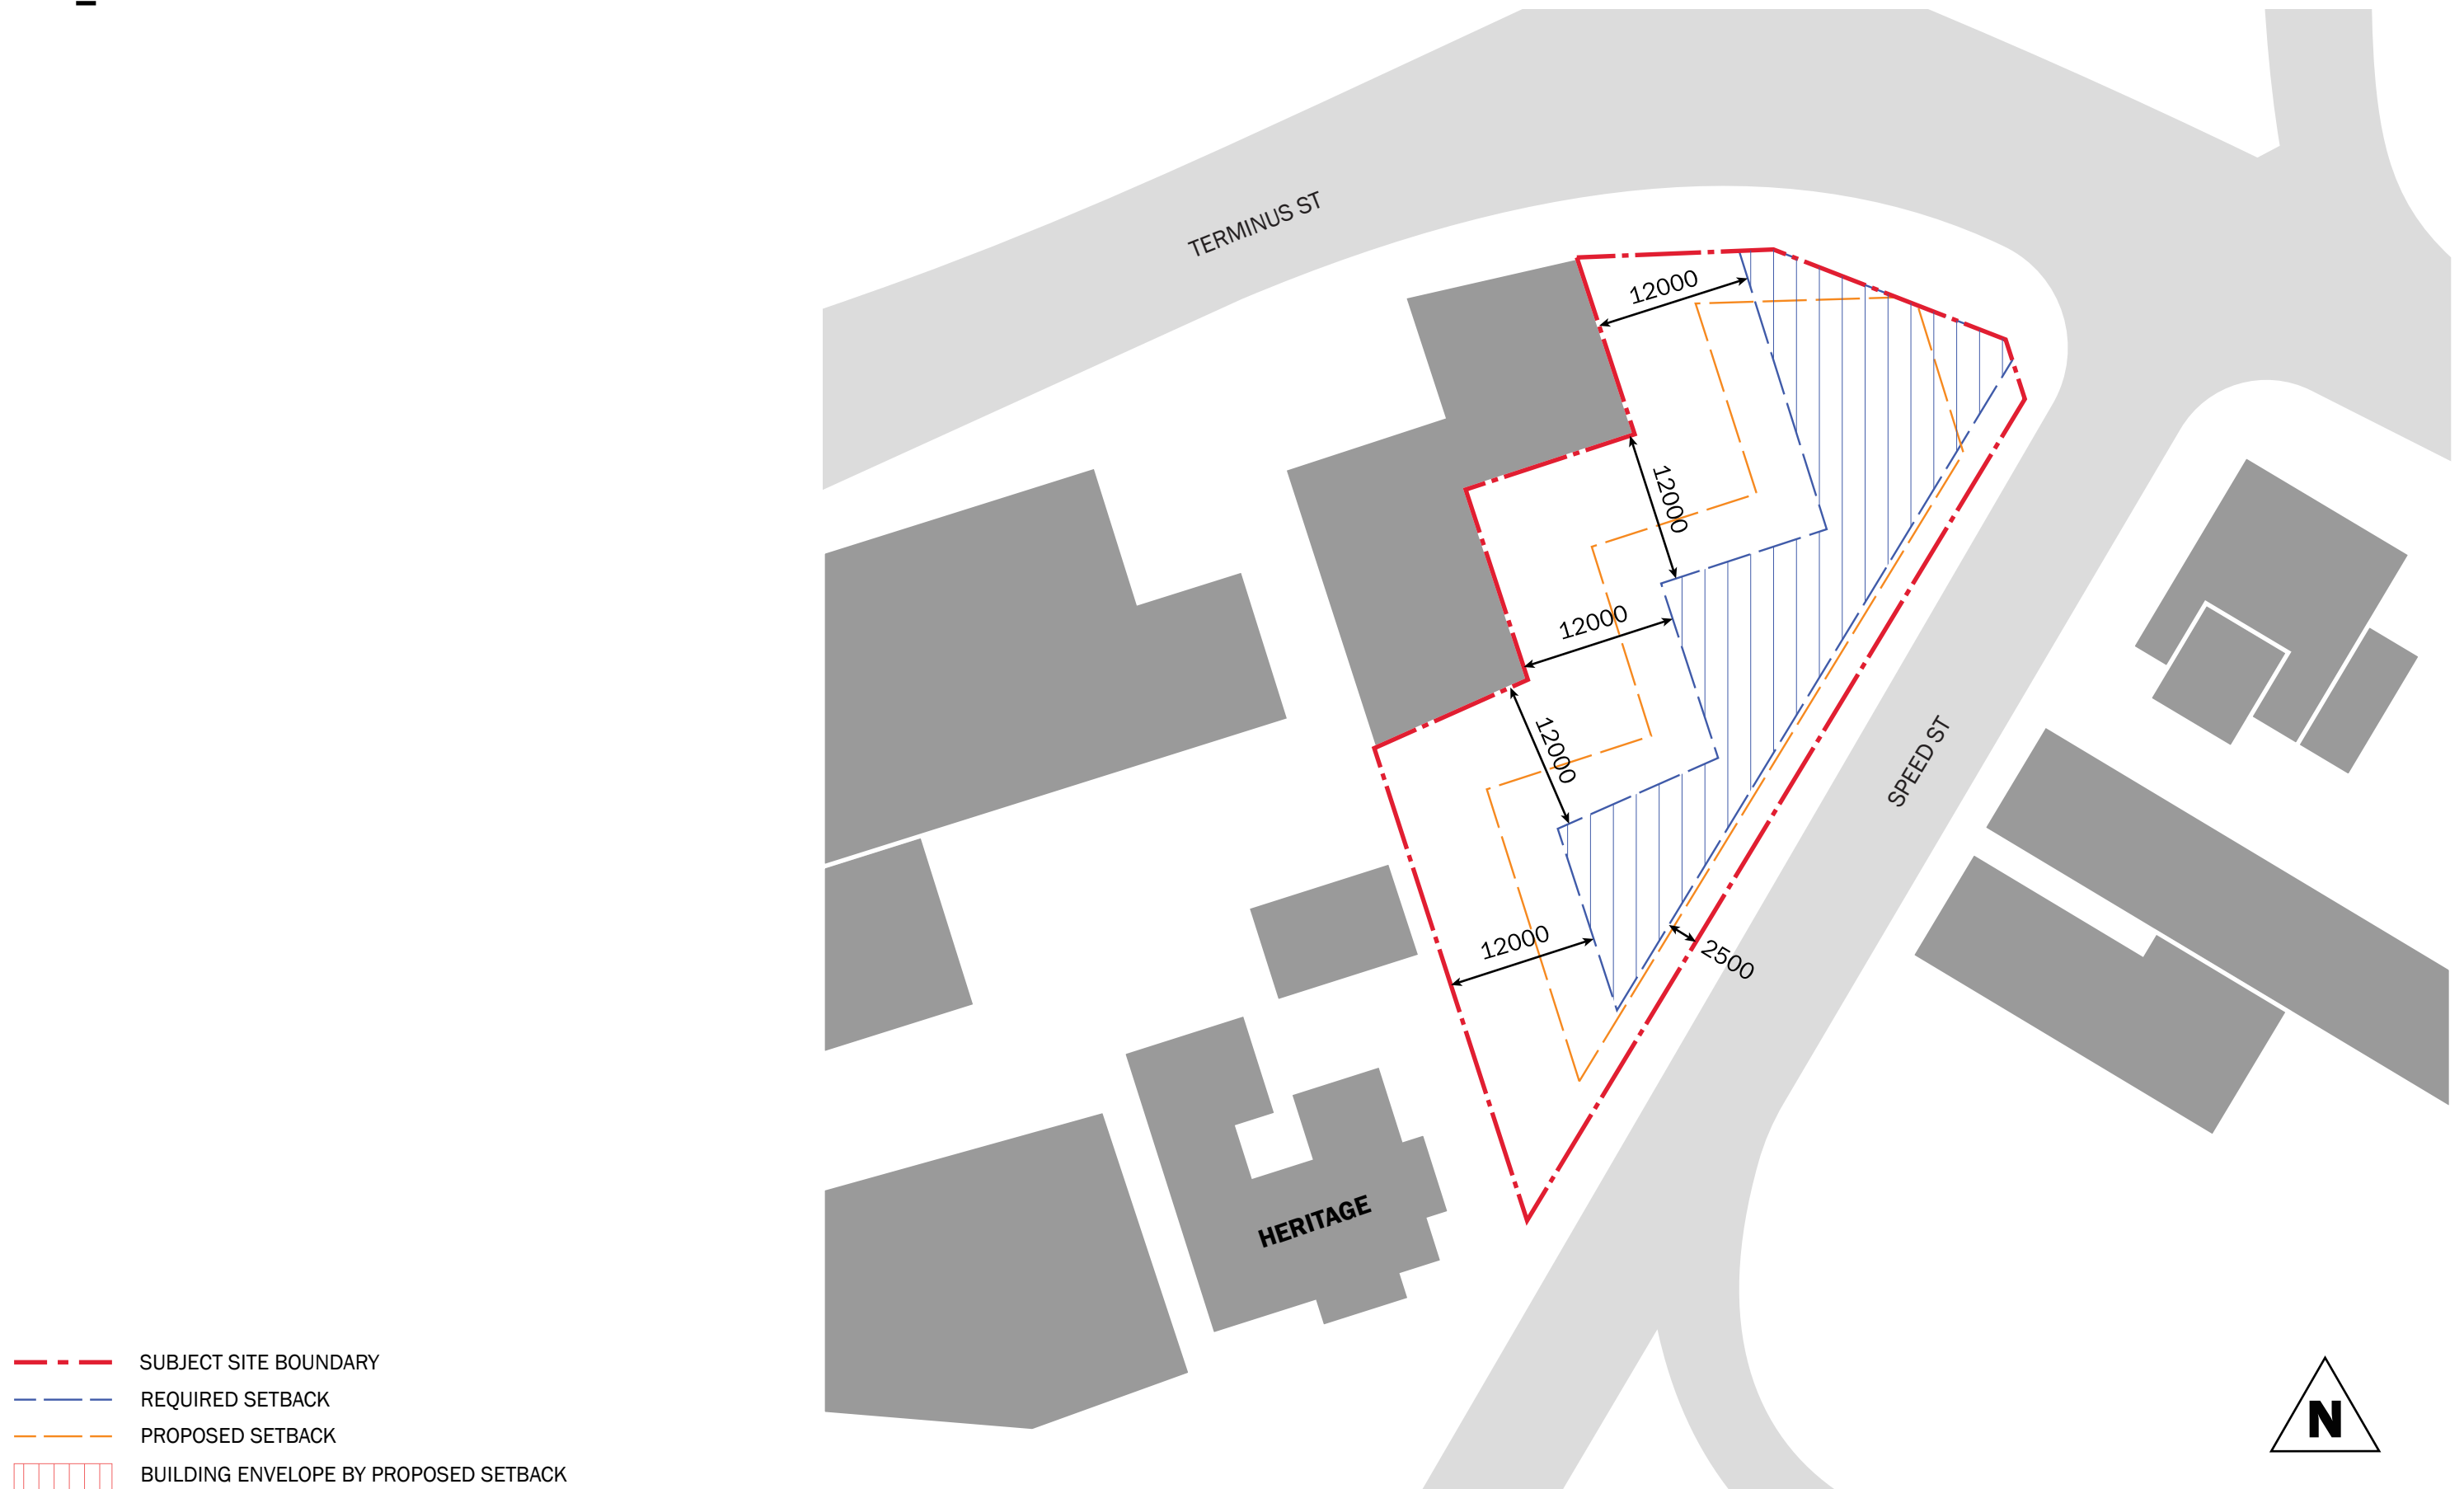 TERMINUS ST
12000
12000
12000
12000
12000
2500
SPEED ST
HERITAGE
SUBJECT SITE BOUNDARY
REQUIRED SETBACK
PROPOSED SETBACK
BUILDING ENVELOPE BY PROPOSED SETBACK
N